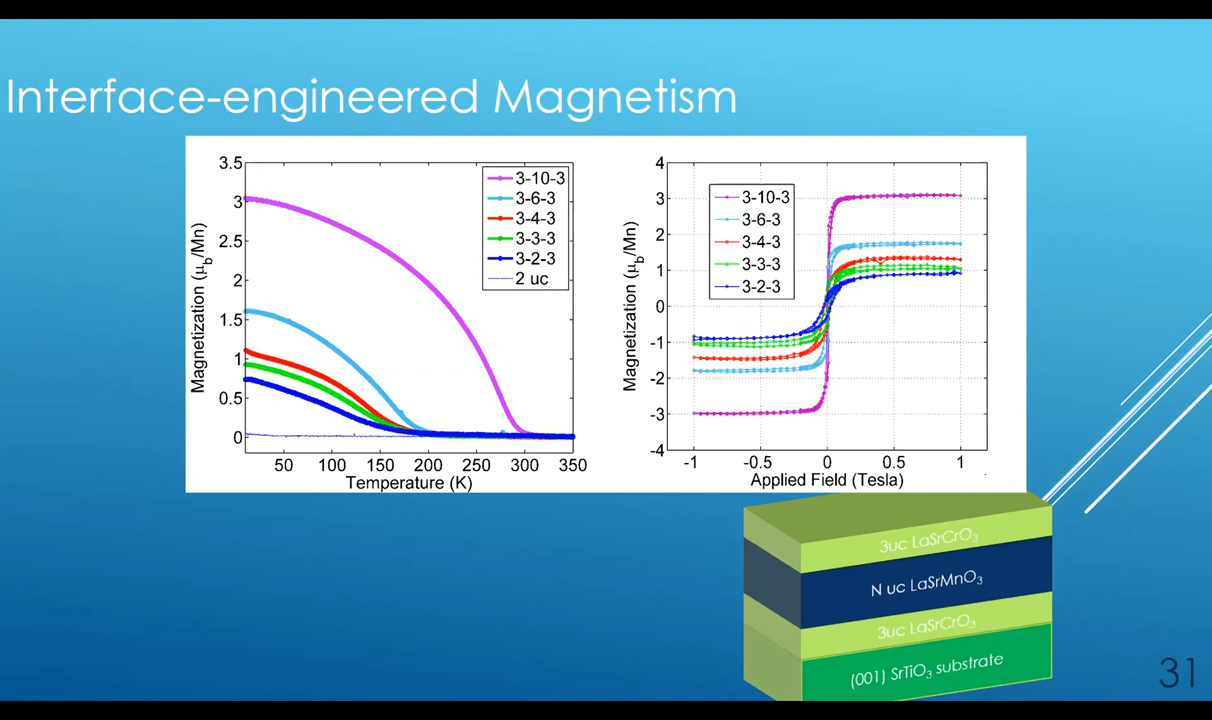 Interface-engineered Magnetism
3.5
3
2.5
2
1.5
1
0.5
0
Magnetization (μb/Mn)
50 100 150 200 250 300 350
Temperature (K)
3-10-3
3-6-3
3-4-3
3-3-3
3-2-3
2 uc
4
3
2
1
0
-1
-2
-3
-4
Magnetization (μb/Mn)
-1 -0.5 0 0.5 1
Applied Field (Tesla)
3-10-3
3-6-3
3-4-3
3-3-3
3-2-3
3uc LaSrCrO3
N uc LaSrMnO3
3uc LaSrCrO3
(001) SrTiO3 substrate
31